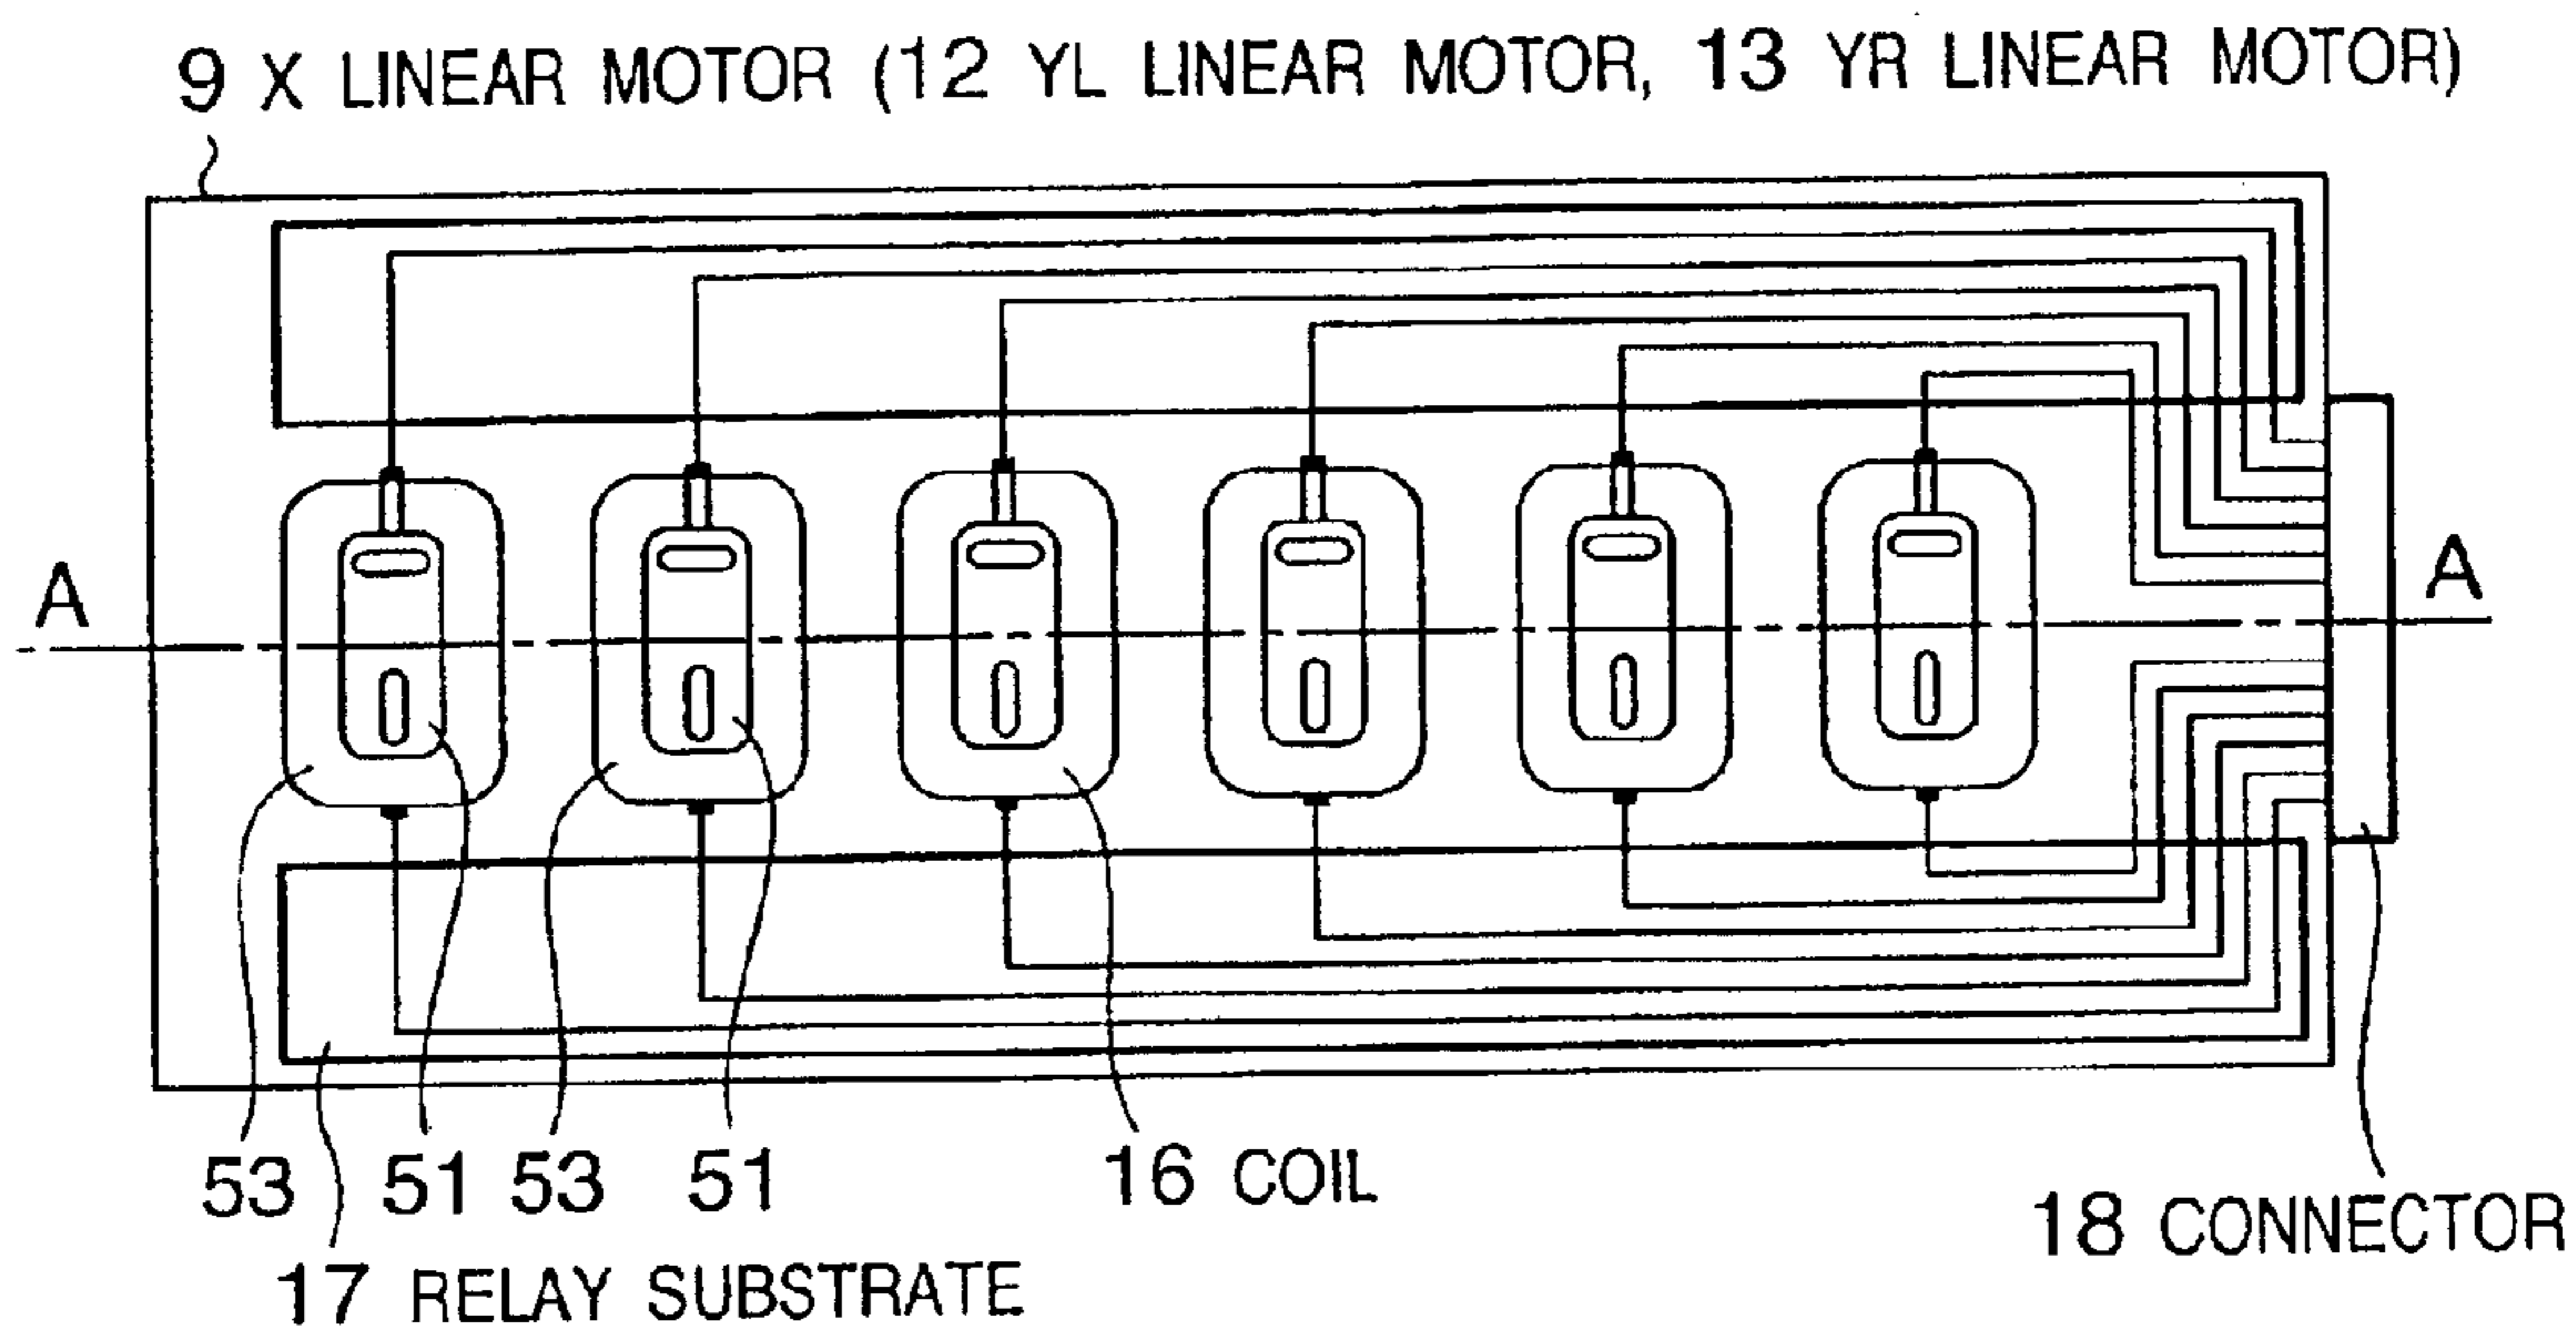 9 X LINEAR MOTOR (12 YL LINEAR MOTOR, 13 YR LINEAR MOTOR)
A A
53 51 53 51 16 COIL
18 CONNECTOR
17 RELAY SUBSTRATE